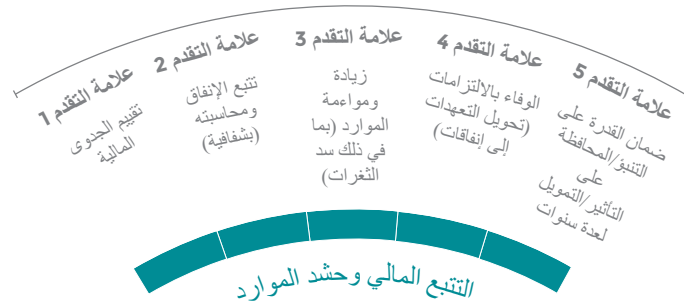 علامة التقدم 1
تقييم الجدوى
المالية
علامة التقدم 2
تتبع الإنفاق
ومحاسبته
(بشفافية)
علامة التقدم 3
زيادة
ومواءمة
الموارد (بما
في ذلك سد
الثغرات)
علامة التقدم 4
الوفاء بالالتزامات
(تحويل التعهدات
إلى إنفاقات)
علامة التقدم 5
ضمان القدرة على
التنبؤ/المحافظة
على
التأثير/التمويل
لعدة سنوات
التتبع المالي وحشد الموارد